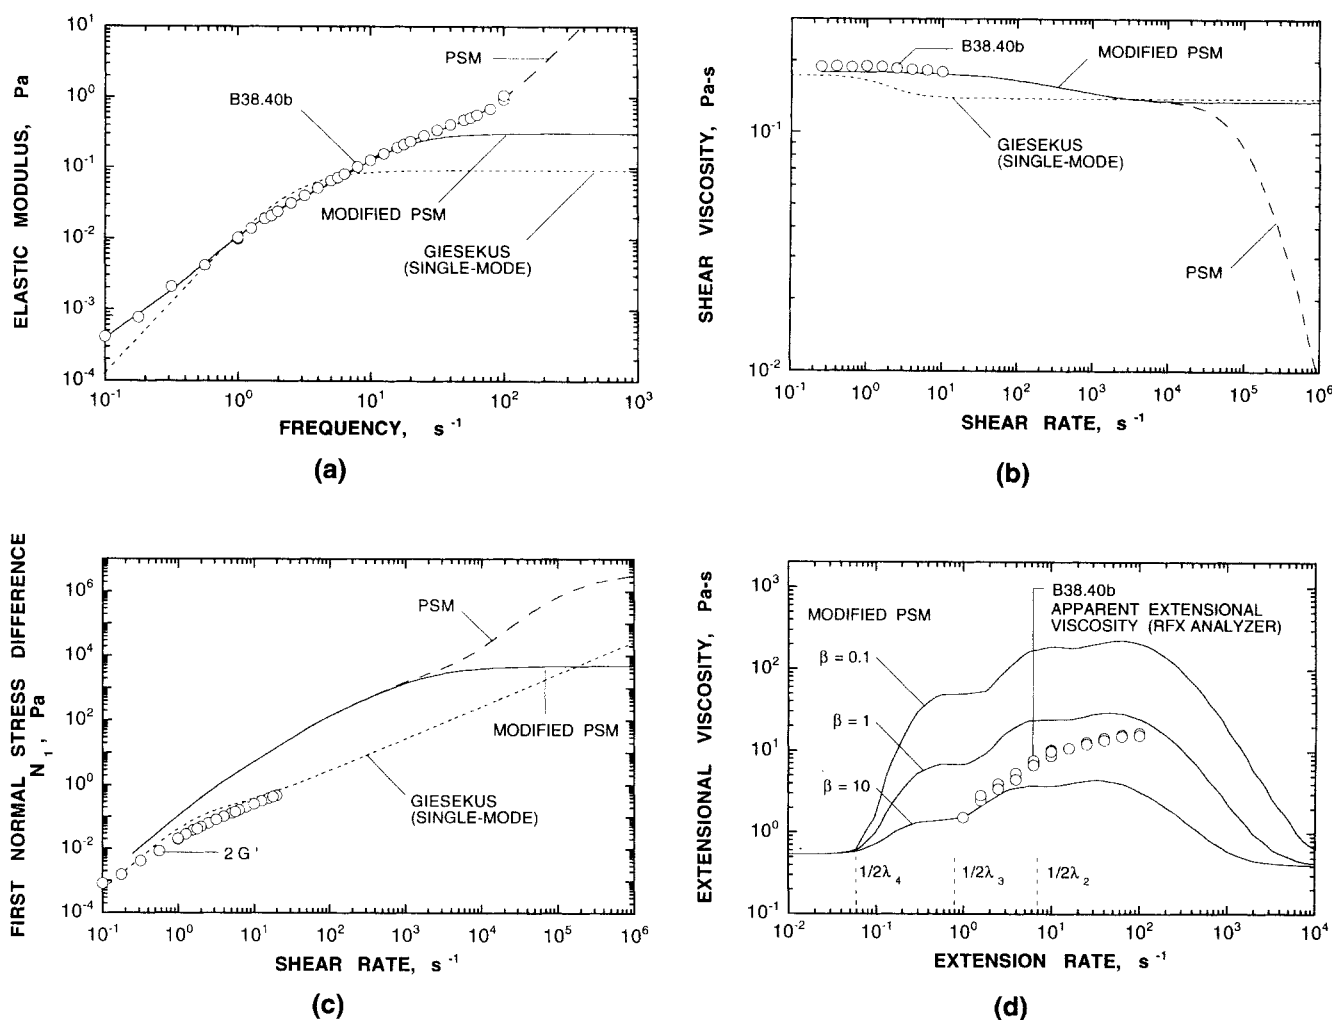 10¹
10⁰
10⁻¹
10⁻²
10⁻³
10⁻⁴
ELASTIC MODULUS, Pa
PSM
B38.40b
MODIFIED PSM
GIESEKUS
(SINGLE-MODE)
10⁻¹ 10⁰ 10¹ 10² 10³
FREQUENCY, s⁻¹
(a)
SHEAR VISCOSITY, Pa-s
10⁻¹
10⁻²
B38.40b
MODIFIED PSM
GIESEKUS
(SINGLE-MODE)
PSM
10⁻¹ 10⁰ 10¹ 10² 10³ 10⁴ 10⁵ 10⁶
SHEAR RATE, s⁻¹
(b)
FIRST NORMAL STRESS DIFFERENCE
N₁, Pa
10⁶
10⁴
10²
10⁰
10⁻²
10⁻⁴
PSM
MODIFIED PSM
GIESEKUS
(SINGLE-MODE)
2 G'
10⁻¹ 10⁰ 10¹ 10² 10³ 10⁴ 10⁵ 10⁶
SHEAR RATE, s⁻¹
(c)
EXTENSIONAL VISCOSITY, Pa-s
10³
10²
10¹
10⁰
10⁻¹
MODIFIED PSM
β = 0.1
β = 1
β = 10
B38.40b
APPARENT EXTENSIONAL
VISCOSITY (RFX ANALYZER)
1/2λ₄ 1/2λ₃ 1/2λ₂
10⁻² 10⁻¹ 10⁰ 10¹ 10² 10³ 10⁴
EXTENSION RATE, s⁻¹
(d)